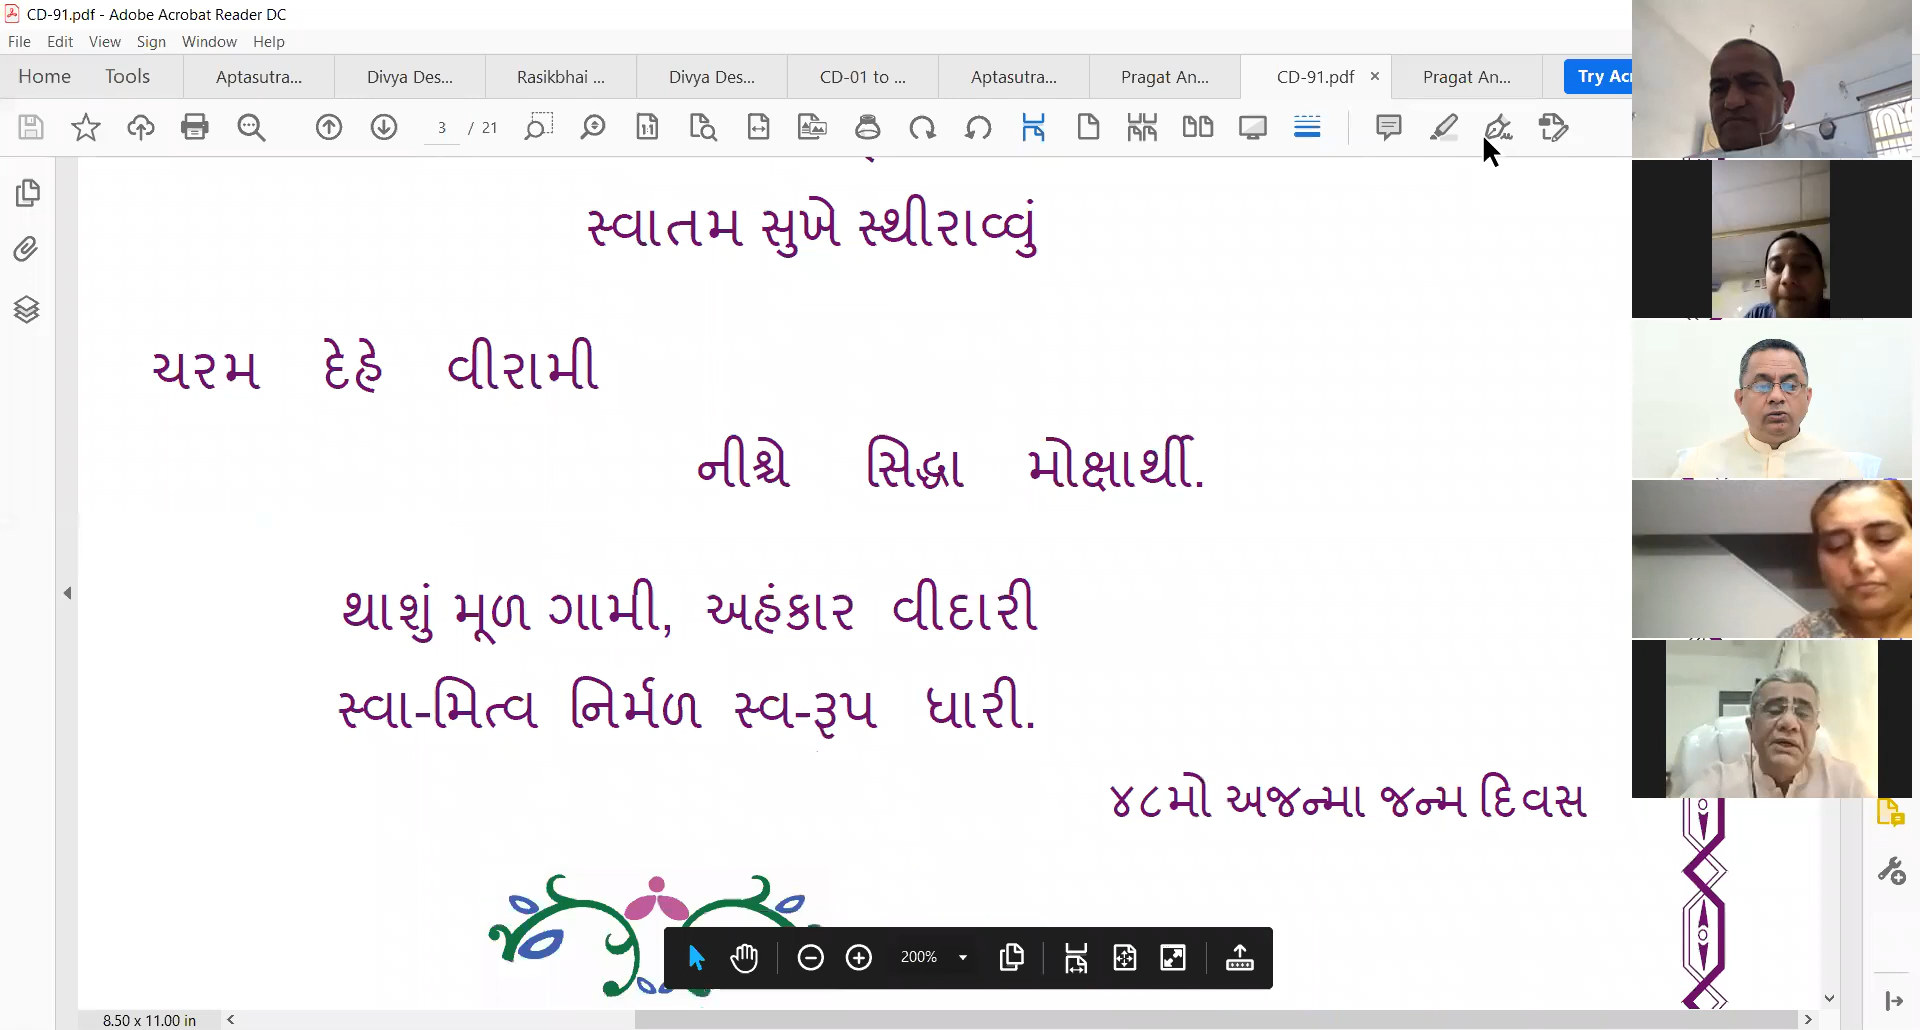 CD-91.pdf - Adobe Acrobat Reader DC
File Edit View Sign Window Help
Home Tools Aptasutra... Divya Des... Rasikbhai ... Divya Des... CD-01 to ... Aptasutra... Pragat An... CD-91.pdf × Pragat An... Try Acr
3 / 21
સ્વાતમ સુખે સ્થીરાવ્વું
ચરમ દેહે વીરામી
નીશ્ચે સિદ્ધા મોક્ષાર્થી.
થાશું મૂળ ગામી, અહંકાર વીદારી
સ્વા-મિત્વ નિર્મળ સ્વ-રૂપ ધારી.
૪૮મો અજન્મા જન્મ દિવસ
200%
8.50 x 11.00 in